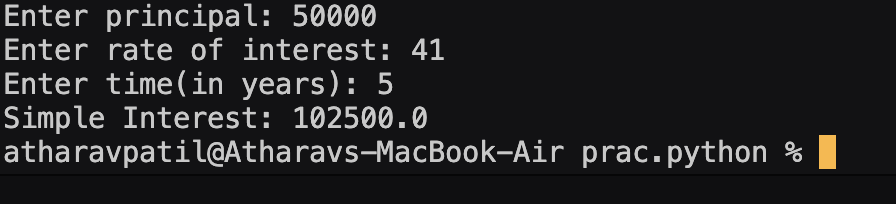 Enter principal: 50000
Enter rate of interest: 41
Enter time(in years): 5
Simple Interest: 102500.0
atharavpatil@Atharavs-MacBook-Air prac.python %